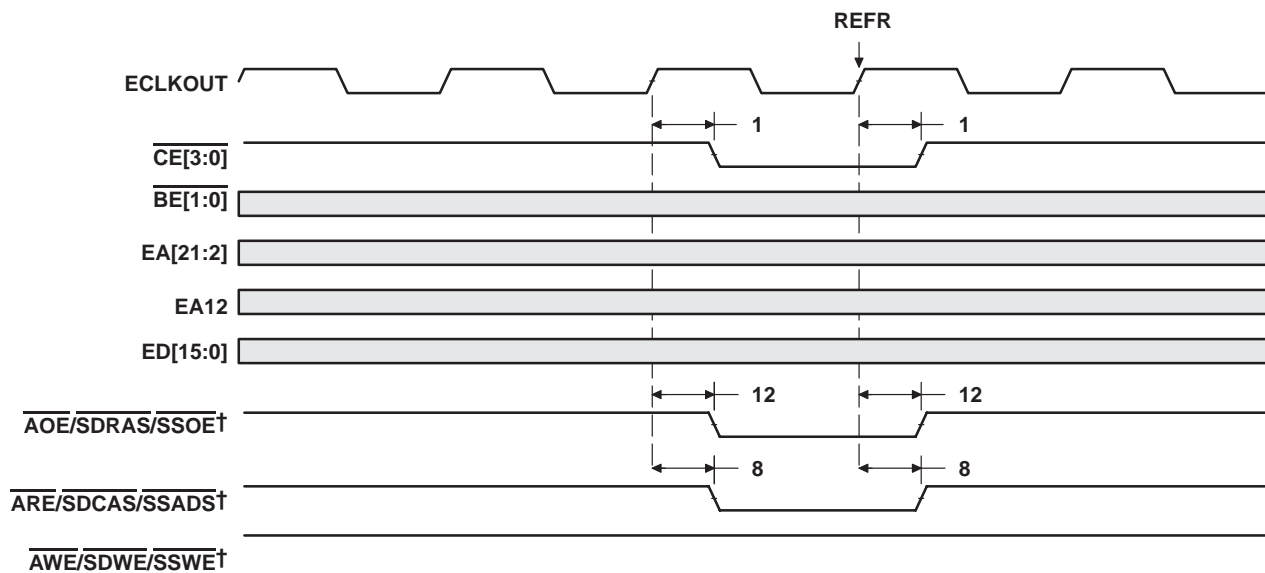 REFR
ECLKOUT
1 1
CE[3:0]
BE[1:0]
EA[21:2]
EA12
ED[15:0]
12 12
AOE/SDRAS/SSOE†
8 8
ARE/SDCAS/SSADS†
AWE/SDWE/SSWE†